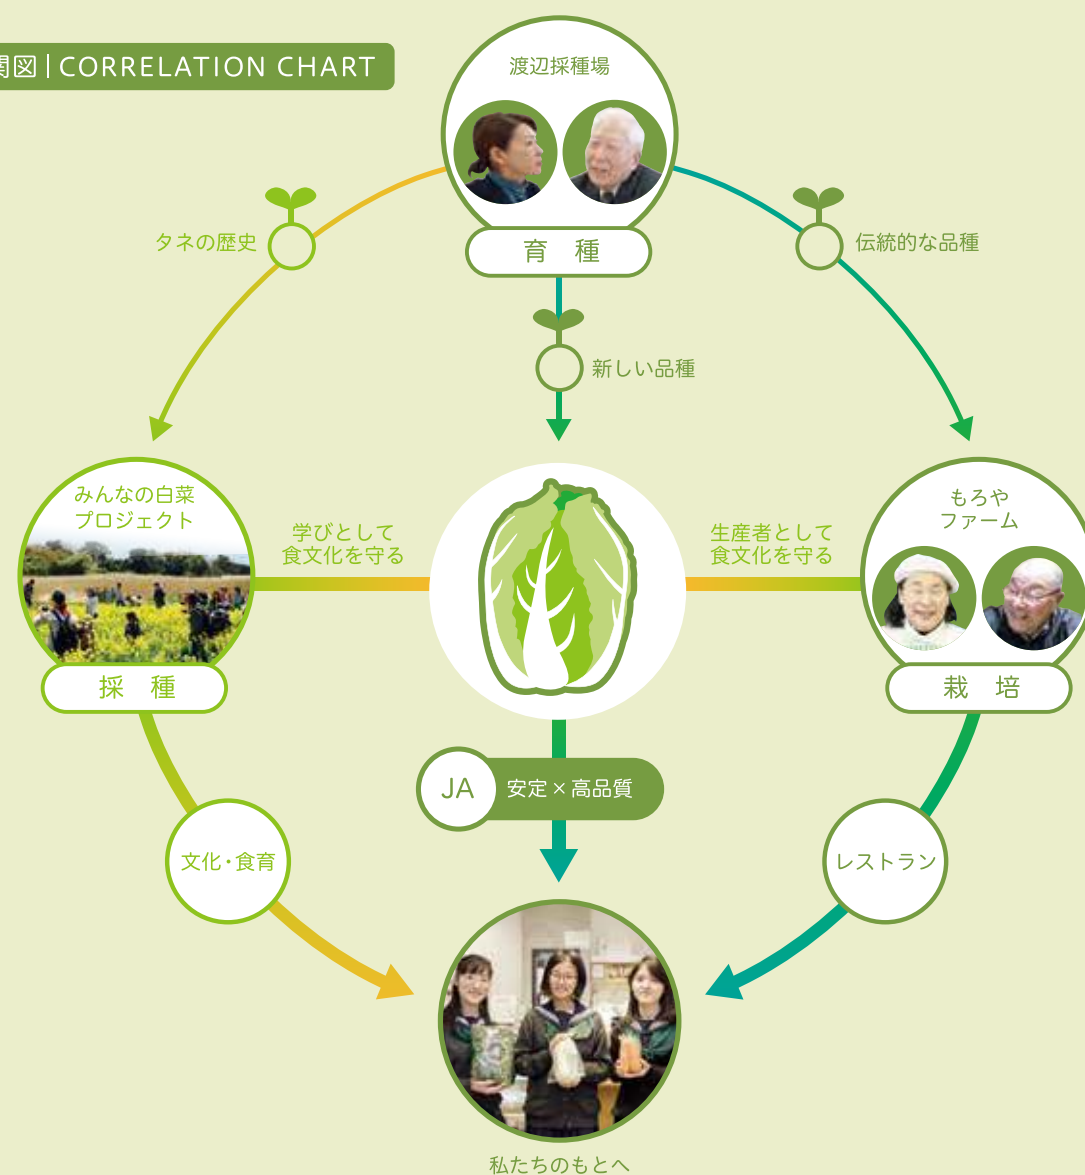 関図 | CORRELATION CHART
渡辺採種場
育 種
タネの歴史
伝統的な品種
新しい品種
みんなの白菜
プロジェクト
採 種
学びとして
食文化を守る
生産者として
食文化を守る
もろや
ファーム
栽 培
JA 安定×高品質
文化・食育
レストラン
私たちのもとへ